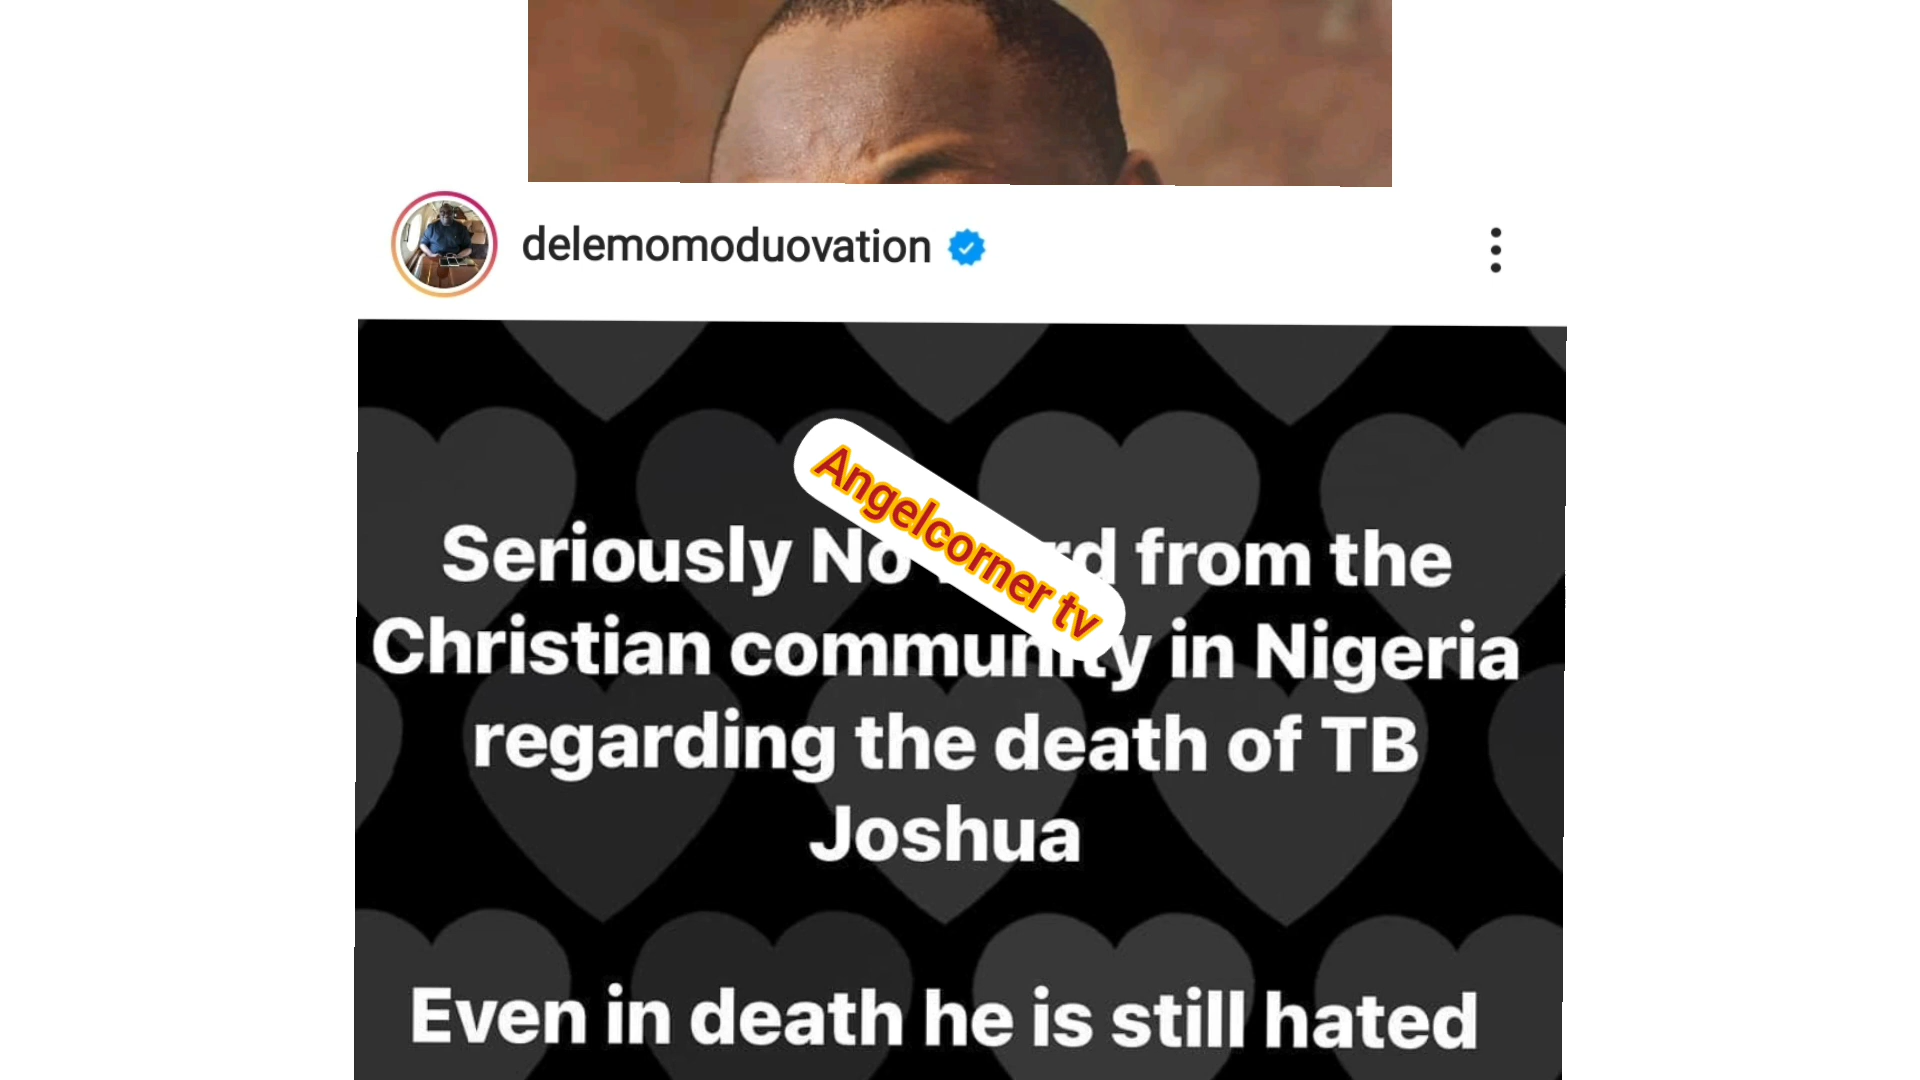 delemomoduovation
Seriously No from the
Christian community in Nigeria
regarding the death of TB
Joshua
Even in death he is still hated
Angelcorner tv